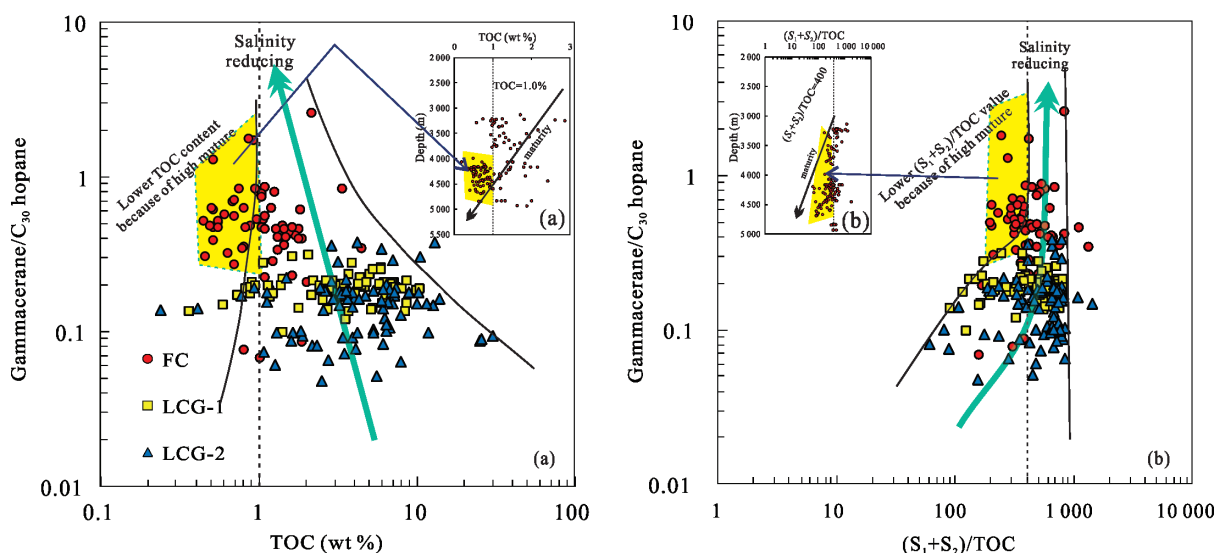 10
1
0.1
0.01
Gammacerane/C30 hopane
Salinity
reducing
Lower TOC content
because of high muture
FC
LCG-1
LCG-2
(a)
0.1
1
10
100
TOC (wt %)
TOC (wt %)
0
1
2
3
2 000
2 500
3 000
3 500
4 000
4 500
5 000
5 500
Depth (m)
TOC=1.0%
maturity
(a)
10
1
0.1
0.01
Gammacerane/C30 hopane
Salinity
reducing
Lower (S1+S2)/TOC value
because of high muture
(b)
1
10
100
1 000
10 000
(S1+S2)/TOC
(S1+S2)/TOC
1
10
100
1 000
10 000
2 000
2 500
3 000
3 500
4 000
4 500
5 000
Depth (m)
(S1+S2)/TOC=400
maturity
(b)